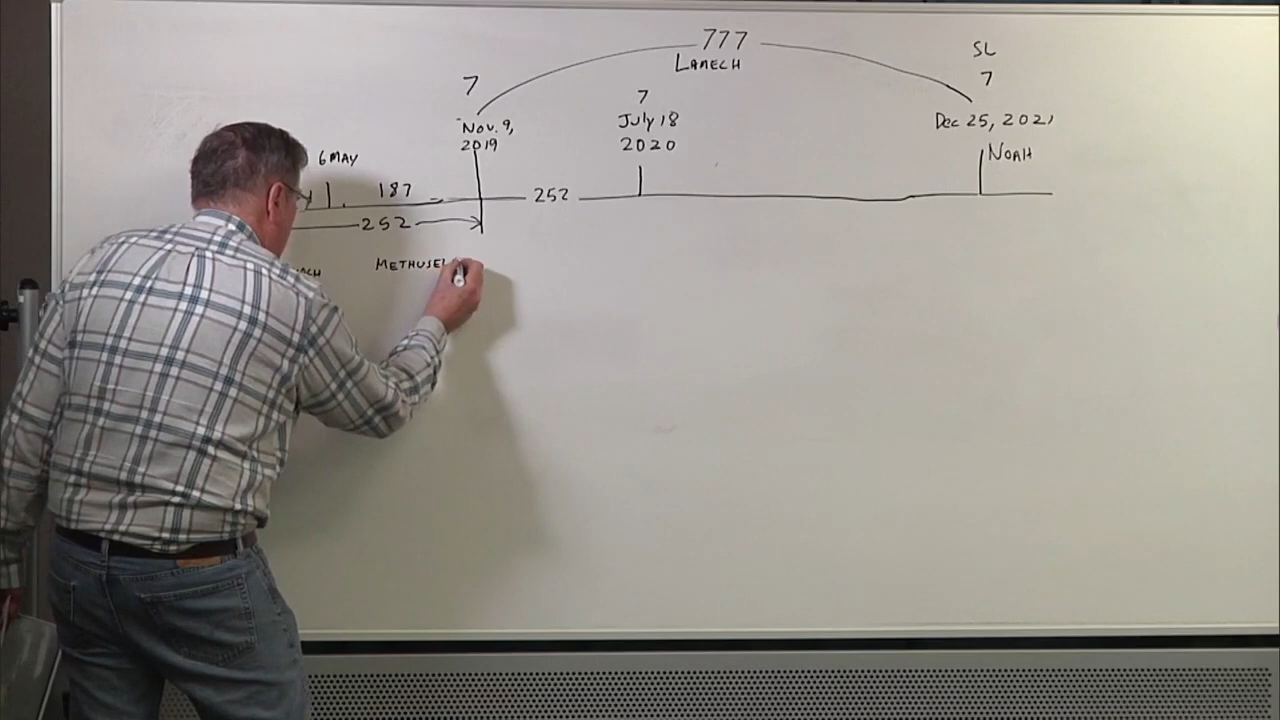 777
LAMECH
SL
7
7
7
Nov. 9,
2019
July 18
2020
Dec 25, 2021
NOAH
6 MAY
187
252
252
METHUSEL